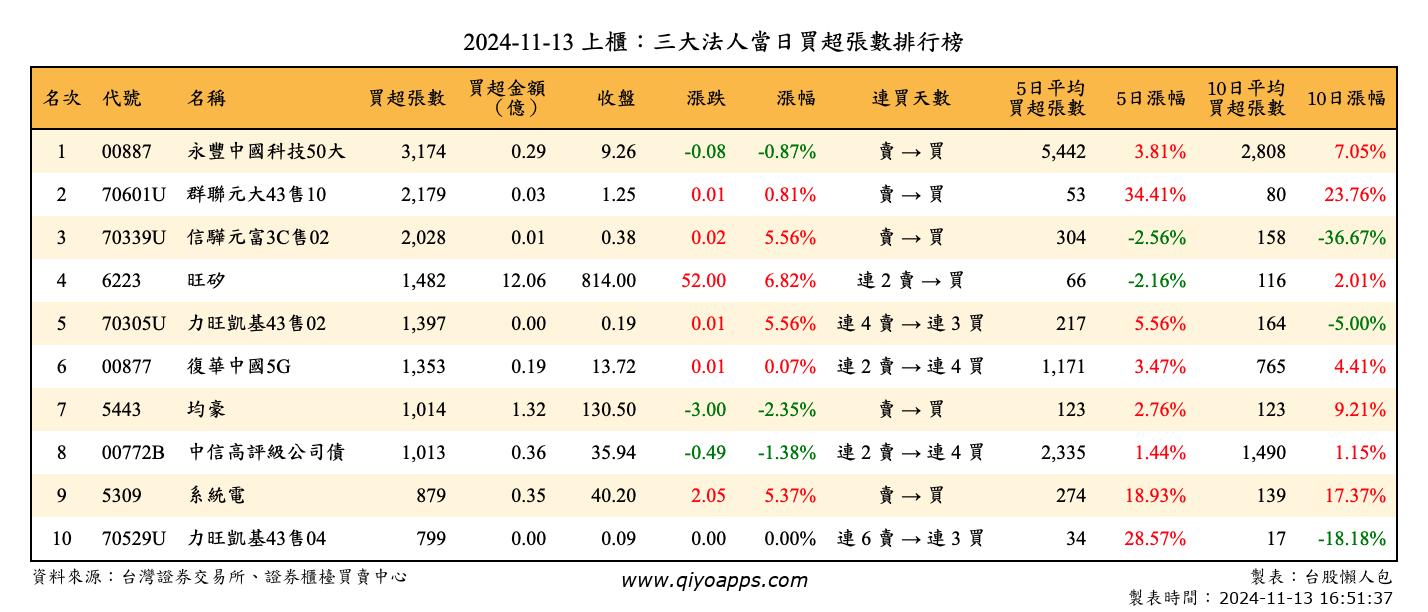 2024-11-13 上櫃：三大法人當日買超張數排行榜
名次 代號 名稱 買超張數 買超金額（億） 收盤 漲跌 漲幅 連買天數 5日平均買超張數 5日漲幅 10日平均買超張數 10日漲幅
1 00887 永豐中國科技50大 3,174 0.29 9.26 -0.08 -0.87% 賣 → 買 5,442 3.81% 2,808 7.05%
2 70601U 群聯元大43售10 2,179 0.03 1.25 0.01 0.81% 賣 → 買 53 34.41% 80 23.76%
3 70339U 信驊元富3C售02 2,028 0.01 0.38 0.02 5.56% 賣 → 買 304 -2.56% 158 -36.67%
4 6223 旺矽 1,482 12.06 814.00 52.00 6.82% 連 2 賣 → 買 66 -2.16% 116 2.01%
5 70305U 力旺凱基43售02 1,397 0.00 0.19 0.01 5.56% 連 4 賣 → 連 3 買 217 5.56% 164 -5.00%
6 00877 復華中國5G 1,353 0.19 13.72 0.01 0.07% 連 2 賣 → 連 4 買 1,171 3.47% 765 4.41%
7 5443 均豪 1,014 1.32 130.50 -3.00 -2.35% 賣 → 買 123 2.76% 123 9.21%
8 00772B 中信高評級公司債 1,013 0.36 35.94 -0.49 -1.38% 連 2 賣 → 連 4 買 2,335 1.44% 1,490 1.15%
9 5309 系統電 879 0.35 40.20 2.05 5.37% 賣 → 買 274 18.93% 139 17.37%
10 70529U 力旺凱基43售04 799 0.00 0.09 0.00 0.00% 連 6 賣 → 連 3 買 34 28.57% 17 -18.18%
資料來源：台灣證券交易所、證券櫃檯買賣中心 www.qiyoapps.com 製表：台股懶人包
製表時間：2024-11-13 16:51:37